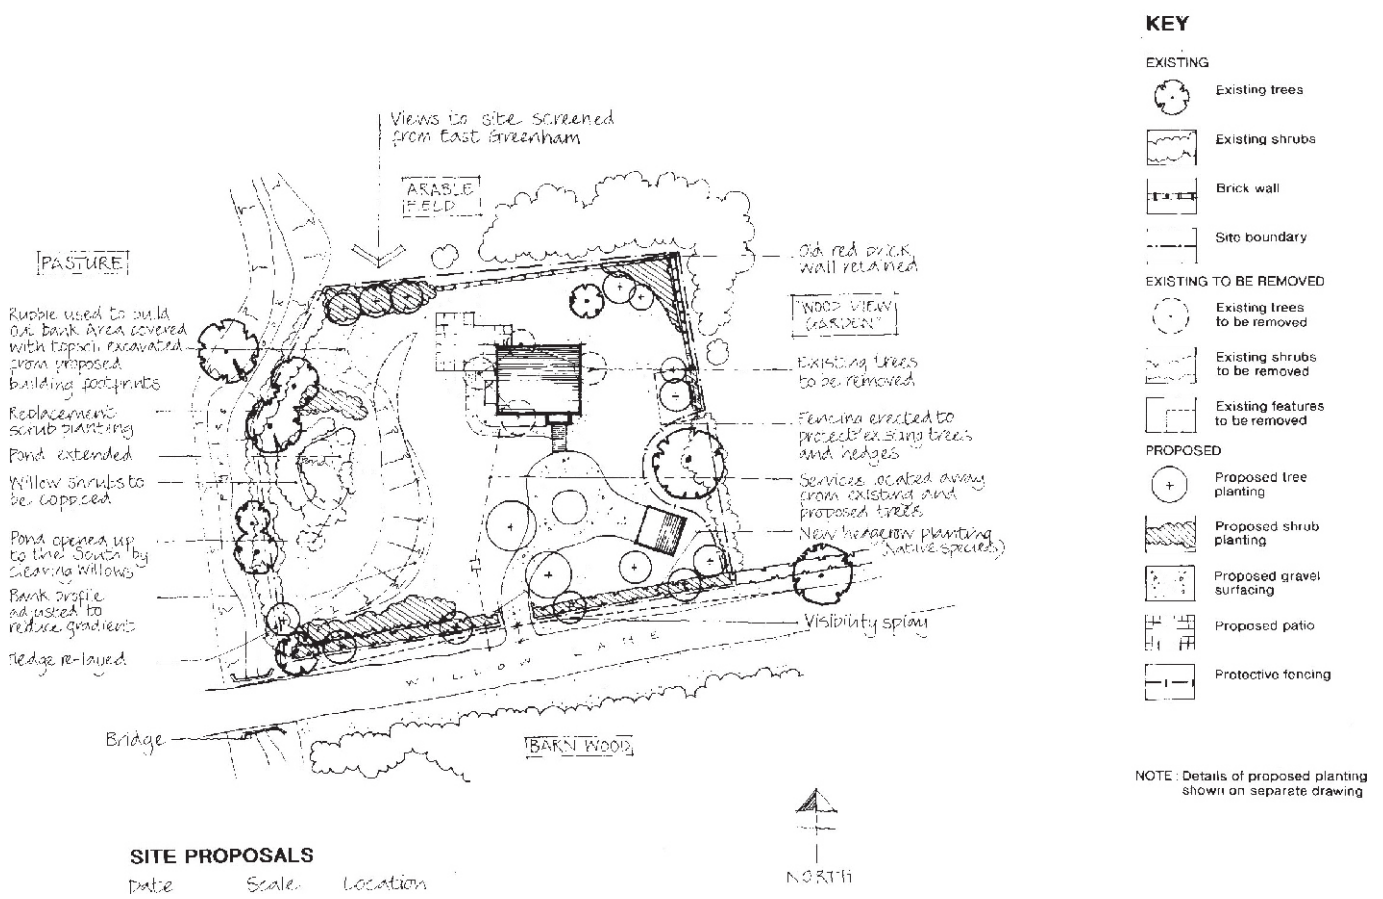 Views to site screened
from East Greenham
ARABLE
FIELD
PASTURE
Rubble used to build
out bank Area covered
with topsoil excavated
from proposed
building footprints
Replacement
scrub planting
Pond extended
Willow shrubs to
be coppiced
Pond opened up
to the South by
clearing Willows
Bank profile
adjusted to
reduce gradient
Hedge re-layed
Bridge
Pond
Old red brick
wall retained
"WOOD VIEW
GARDEN"
Existing trees
to be removed
Fencing erected to
protect existing trees
and hedges
Services located away
from existing and
proposed trees
New hedgerow planting
(Native species)
Visibility splay
WILLOW LANE
BARN WOOD
NORTH
SITE PROPOSALS
Date Scale Location
KEY
EXISTING
Existing trees
Existing shrubs
Brick wall
Site boundary
EXISTING TO BE REMOVED
Existing trees
to be removed
Existing shrubs
to be removed
Existing features
to be removed
PROPOSED
Proposed tree
planting
Proposed shrub
planting
Proposed gravel
surfacing
Proposed patio
Protective fencing
NOTE : Details of proposed planting
shown on separate drawing